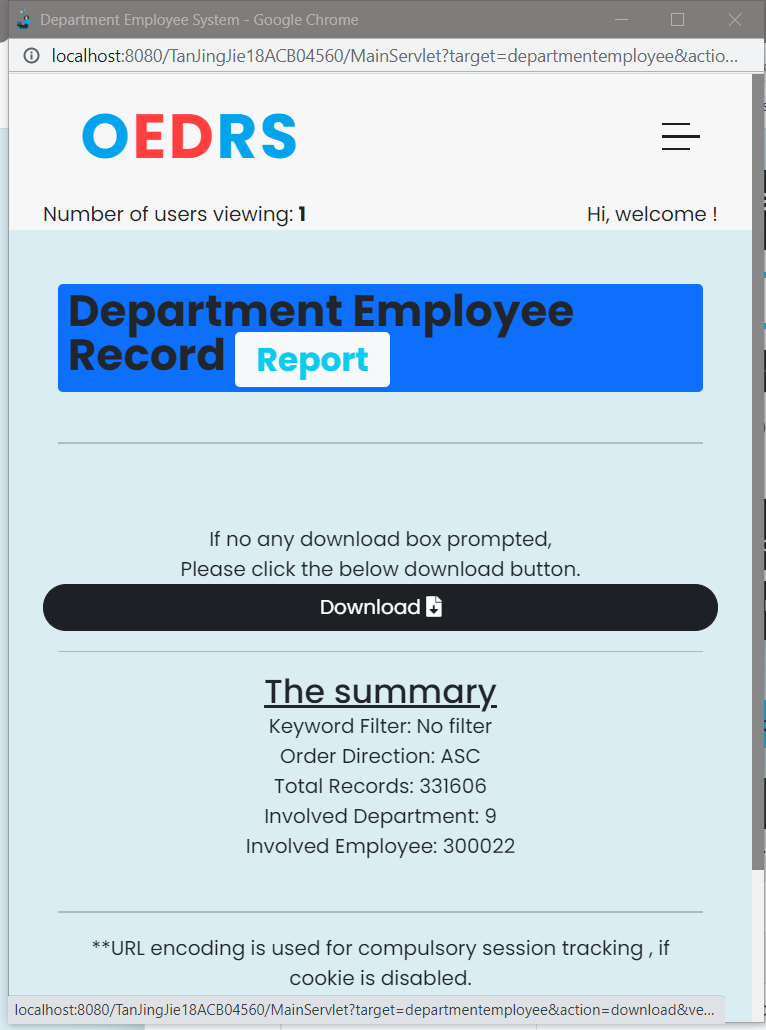 Department Employee System - Google Chrome
localhost:8080/TanJingJie18ACB04560/MainServlet?target=departmentemployee&actio...
OEDRS
Number of users viewing: 1
Hi, welcome !
Department Employee
Record Report
If no any download box prompted,
Please click the below download button.
Download
The summary
Keyword Filter: No filter
Order Direction: ASC
Total Records: 331606
Involved Department: 9
Involved Employee: 300022
**URL encoding is used for compulsory session tracking , if
cookie is disabled.
localhost:8080/TanJingJie18ACB04560/MainServlet?target=departmentemployee&action=download&ve...